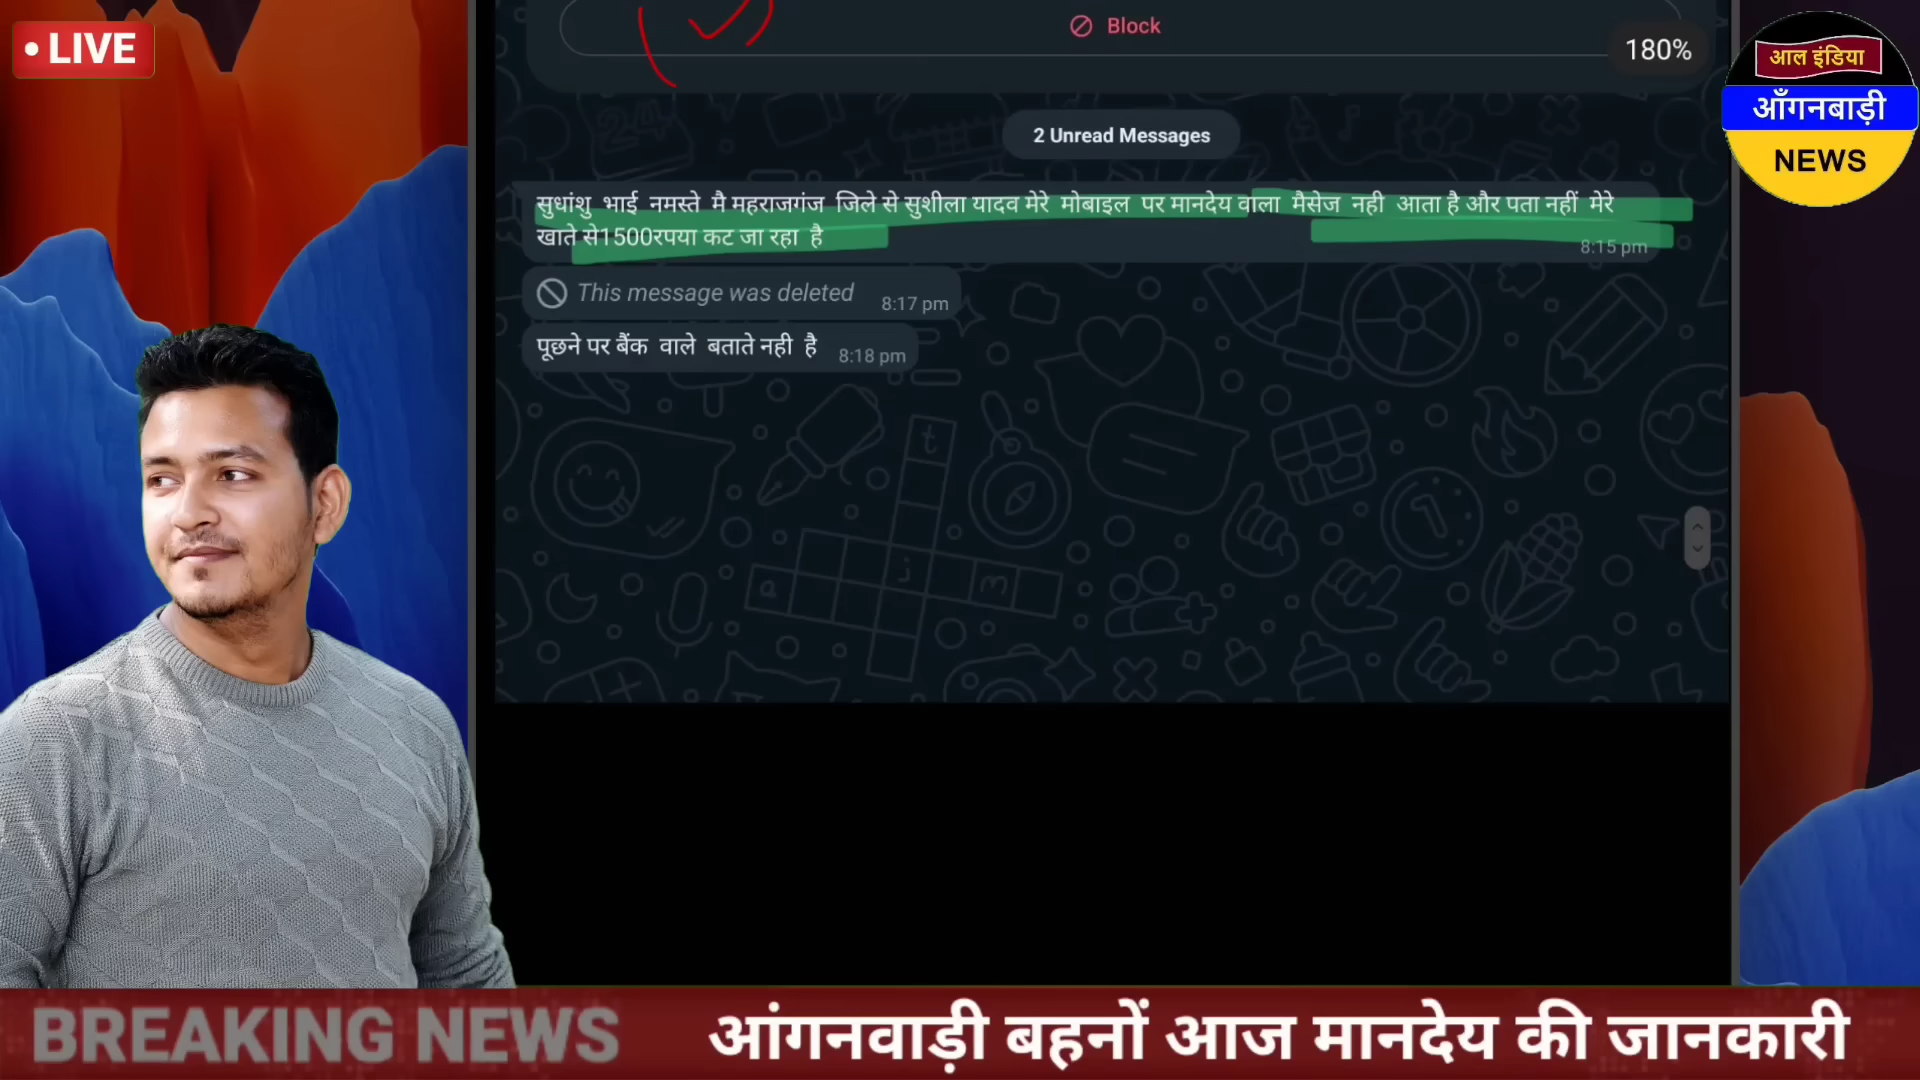 • LIVE
Block
180%
आल इंडिया
आँगनबाड़ी
NEWS
2 Unread Messages
सुधांशु भाई नमस्ते मै महराजगंज जिले से सुशीला यादव मेरे मोबाइल पर मानदेय वाला मैसेज नही आता है और पता नहीं मेरे
खाते से1500रपया कट जा रहा है
8:15 pm
This message was deleted 8:17 pm
पूछने पर बैंक वाले बताते नही है 8:18 pm
BREAKING NEWS
आंगनवाड़ी बहनों आज मानदेय की जानकारी